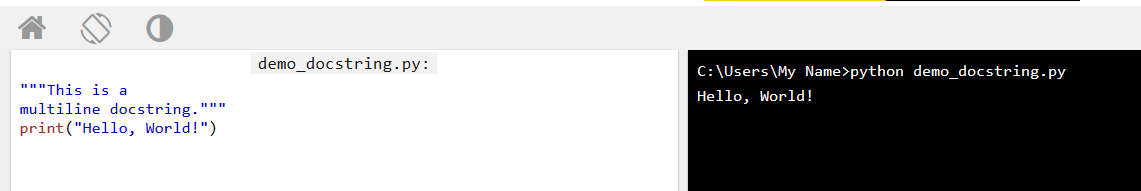 demo_docstring.py:
"""This is a
multiline docstring."""
print("Hello, World!")
C:\Users\My Name>python demo_docstring.py
Hello, World!